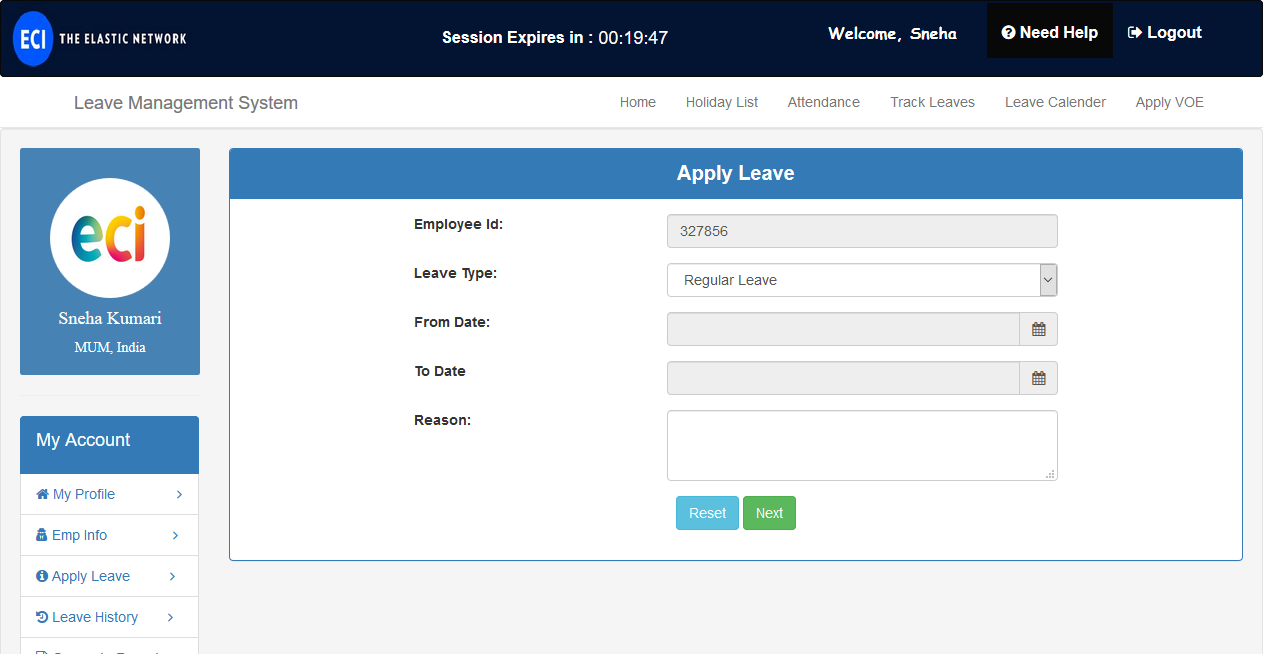 ECI THE ELASTIC NETWORK
Session Expires in : 00:19:47
Welcome, Sneha
Need Help
Logout
Leave Management System
Home Holiday List Attendance Track Leaves Leave Calender Apply VOE
eci
Sneha Kumari
MUM, India
My Account
My Profile
Emp Info
Apply Leave
Leave History
Apply Leave
Employee Id: 327856
Leave Type: Regular Leave
From Date:
To Date
Reason:
Reset Next